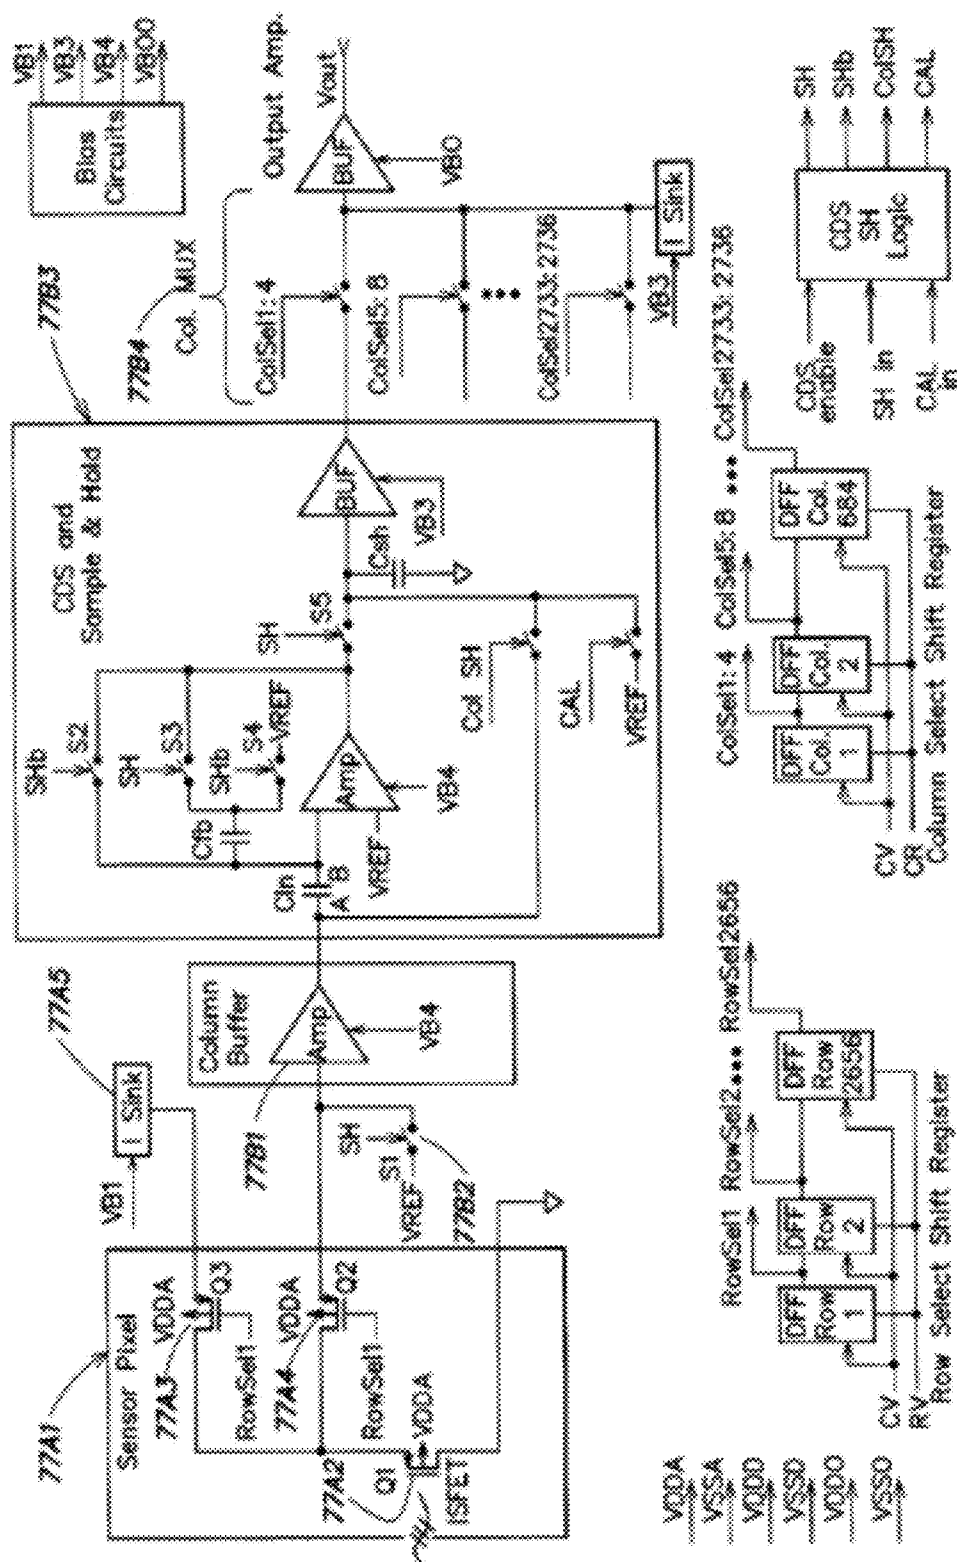 77A1
Sensor Pixel
77A3
VDDA
Q3
RowSel1
77A4
VDDA
Q2
RowSel1
77A2
Q1
VDDA
ISFET
VB1
I Sink
77A5
77B1
SH
S1
VREF
77B2
Column
Buffer
Amp
VB4
77B3
CDS and
Sample & Hold
SHb
S2
SH
S3
SHb
S4
VREF
Cfb
Cin
A
B
Amp
VREF
VB4
SH
S5
Csh
BUF
VB3
Col SH
CAL
VREF
77B4
Col. MUX
ColSel1:4
ColSel5:8
ColSel2733:2736
VB3
I Sink
Output Amp.
BUF
Vout
VBO
Bias
Circuits
VB1
VB3
VB4
VBOO
VDDA
VSSA
VDDD
VSSD
VDDO
VSSO
RowSel1
RowSel2
RowSel2656
DFF
Row
1
DFF
Row
2
DFF
Row
2656
CV
RV
Row Select Shift Register
ColSel1:4
ColSel5:8
ColSel2733:2736
DFF
Col.
1
DFF
Col.
2
DFF
Col.
684
CV
CR
Column Select Shift Register
CDS
enable
SH in
CAL
in
CDS
SH
Logic
SH
SHb
ColSH
CAL